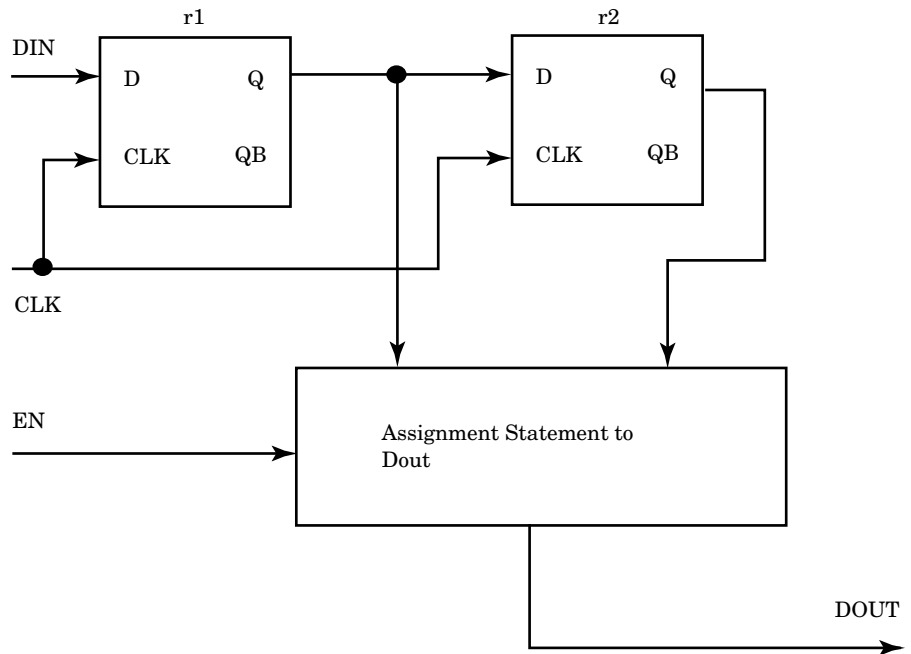 r1
r2
DIN
D
Q
D
Q
CLK
QB
CLK
QB
CLK
EN
Assignment Statement to
Dout
DOUT